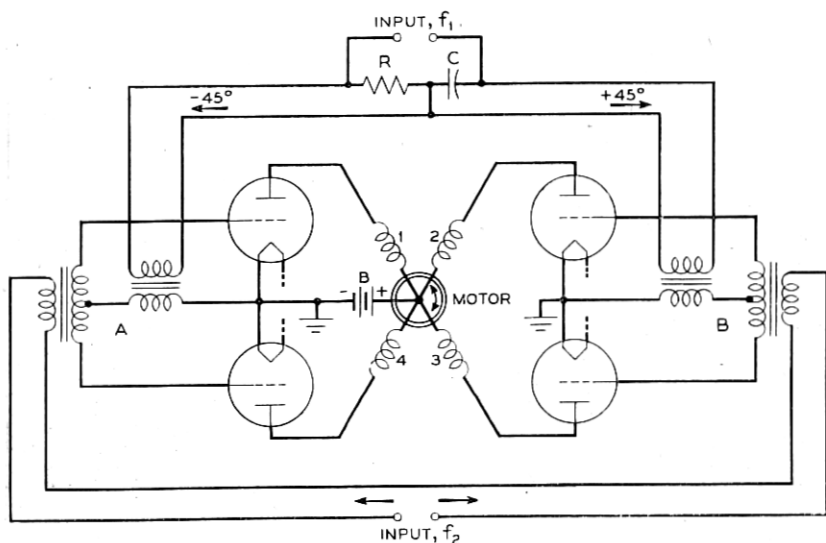 INPUT, f₁
R
C
-45°
+45°
1
2
B
- +
MOTOR
A
B
4
3
INPUT, f₂